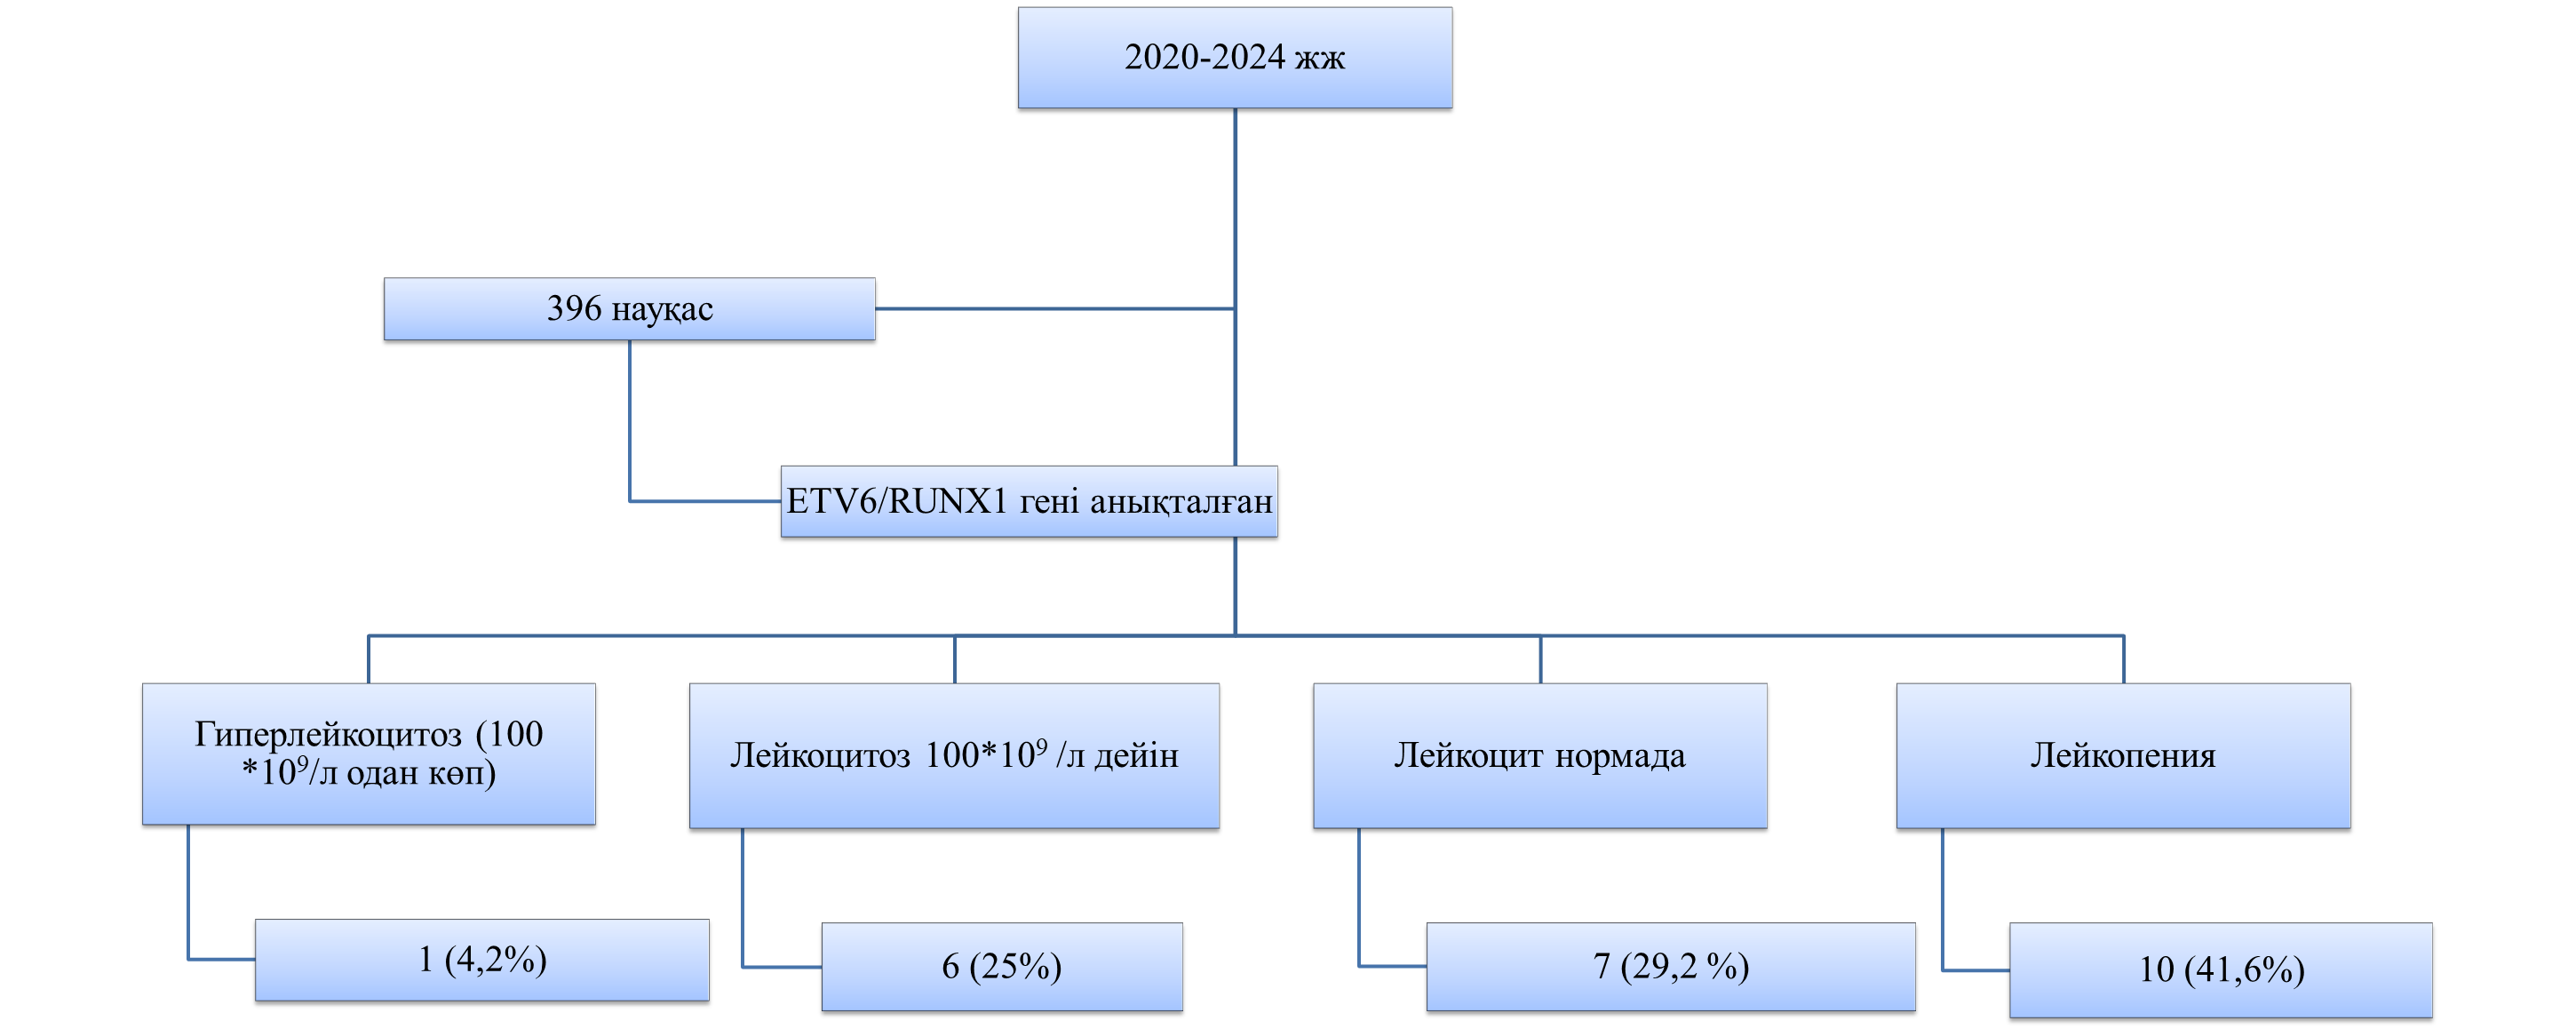 2020-2024 жж
396 науқас
ETV6/RUNX1 гені анықталған
Гиперлейкоцитоз (100
*10⁹/л одан көп)
Лейкоцитоз 100*10⁹ /л дейін
Лейкоцит нормада
Лейкопения
1 (4,2%)
6 (25%)
7 (29,2 %)
10 (41,6%)